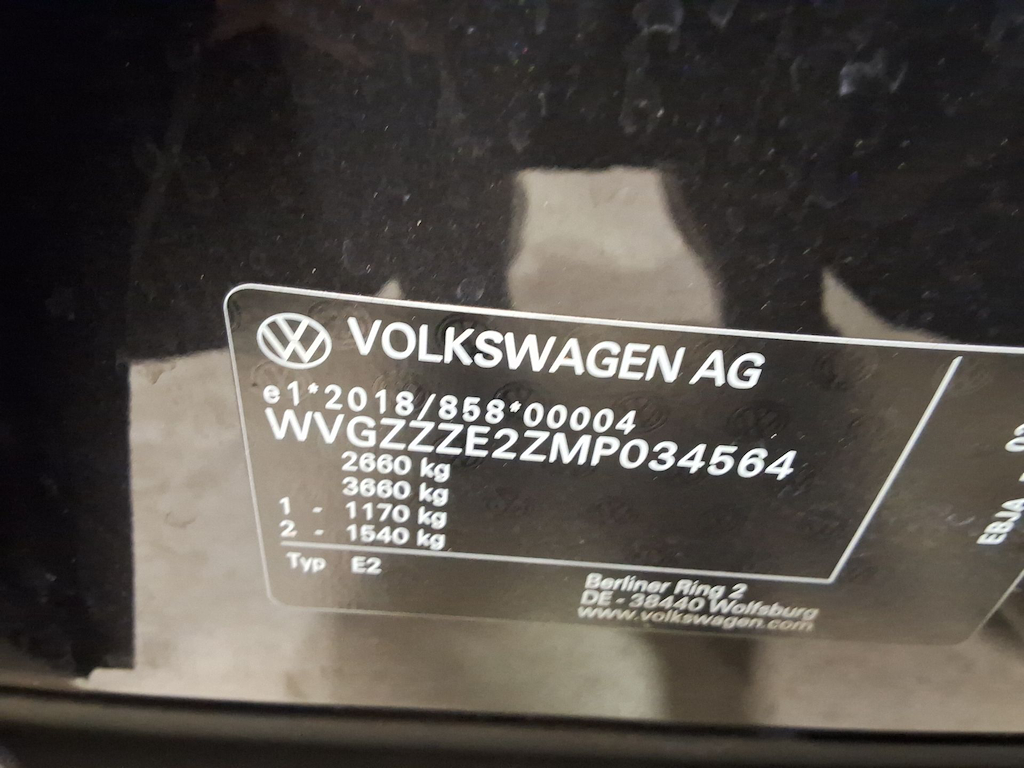 VOLKSWAGEN AG
e1*2018/858*00004
WVGZZZE2ZMP034564
2660 kg
3660 kg
1 - 1170 kg
2 - 1540 kg
Typ E2
Berliner Ring 2
DE - 38440 Wolfsburg
www.volkswagen.com
EBJA